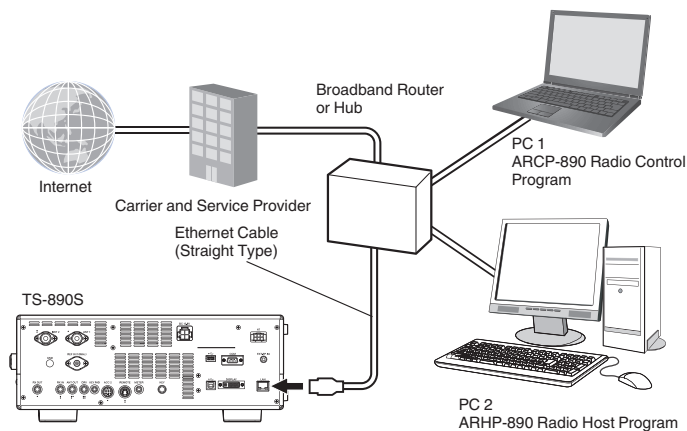 Internet
Carrier and Service Provider
Broadband Router
or Hub
PC 1
ARCP-890 Radio Control
Program
Ethernet Cable
(Straight Type)
TS-890S
PC 2
ARHP-890 Radio Host Program